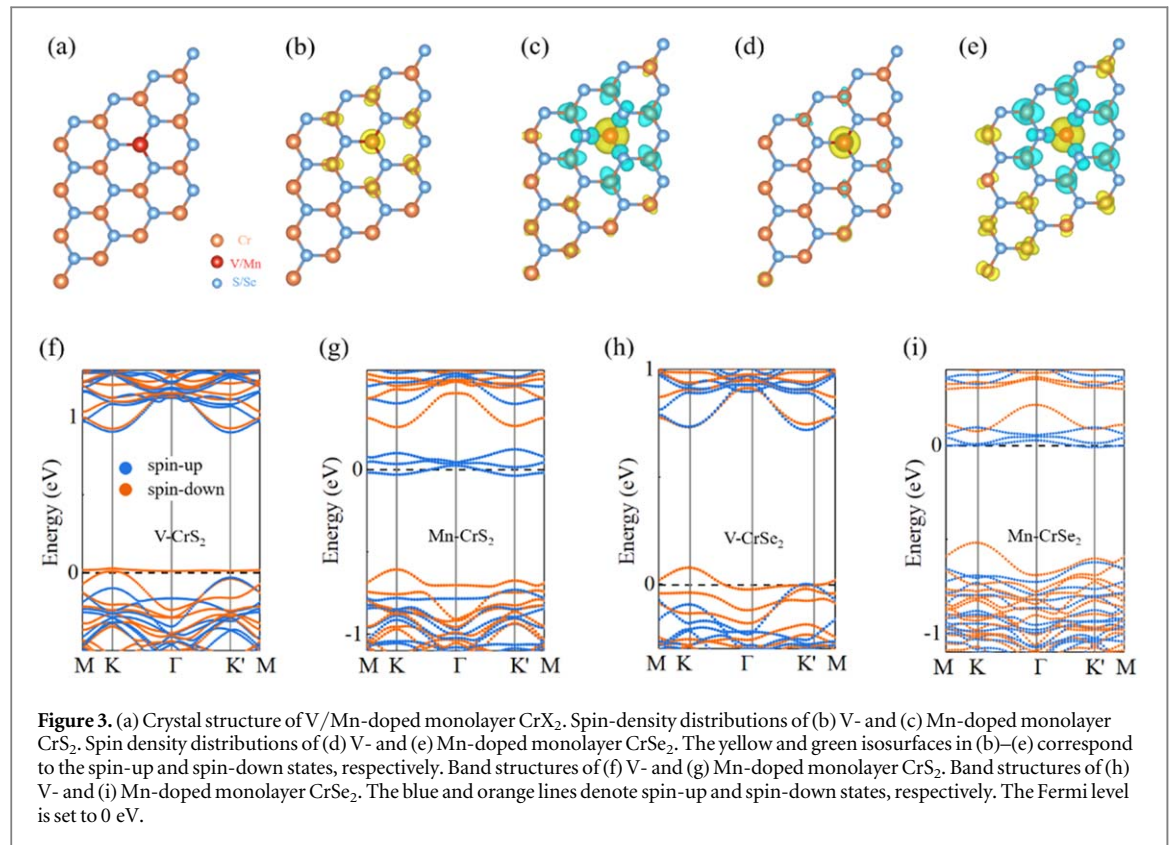 (a) (b) (c) (d) (e)
Cr
V/Mn
S/Se
(f) (g) (h) (i)
Energy (eV)
1
0
spin-up
spin-down
V-CrS2
M K Γ K' M
Energy (eV)
0
-1
Mn-CrS2
M K Γ K' M
Energy (eV)
1
0
V-CrSe2
M K Γ K' M
Energy (eV)
0
-1
Mn-CrSe2
M K Γ K' M
Figure 3. (a) Crystal structure of V/Mn-doped monolayer CrX2. Spin-density distributions of (b) V- and (c) Mn-doped monolayer
CrS2. Spin density distributions of (d) V- and (e) Mn-doped monolayer CrSe2. The yellow and green isosurfaces in (b)–(e) correspond
to the spin-up and spin-down states, respectively. Band structures of (f) V- and (g) Mn-doped monolayer CrS2. Band structures of (h)
V- and (i) Mn-doped monolayer CrSe2. The blue and orange lines denote spin-up and spin-down states, respectively. The Fermi level
is set to 0 eV.